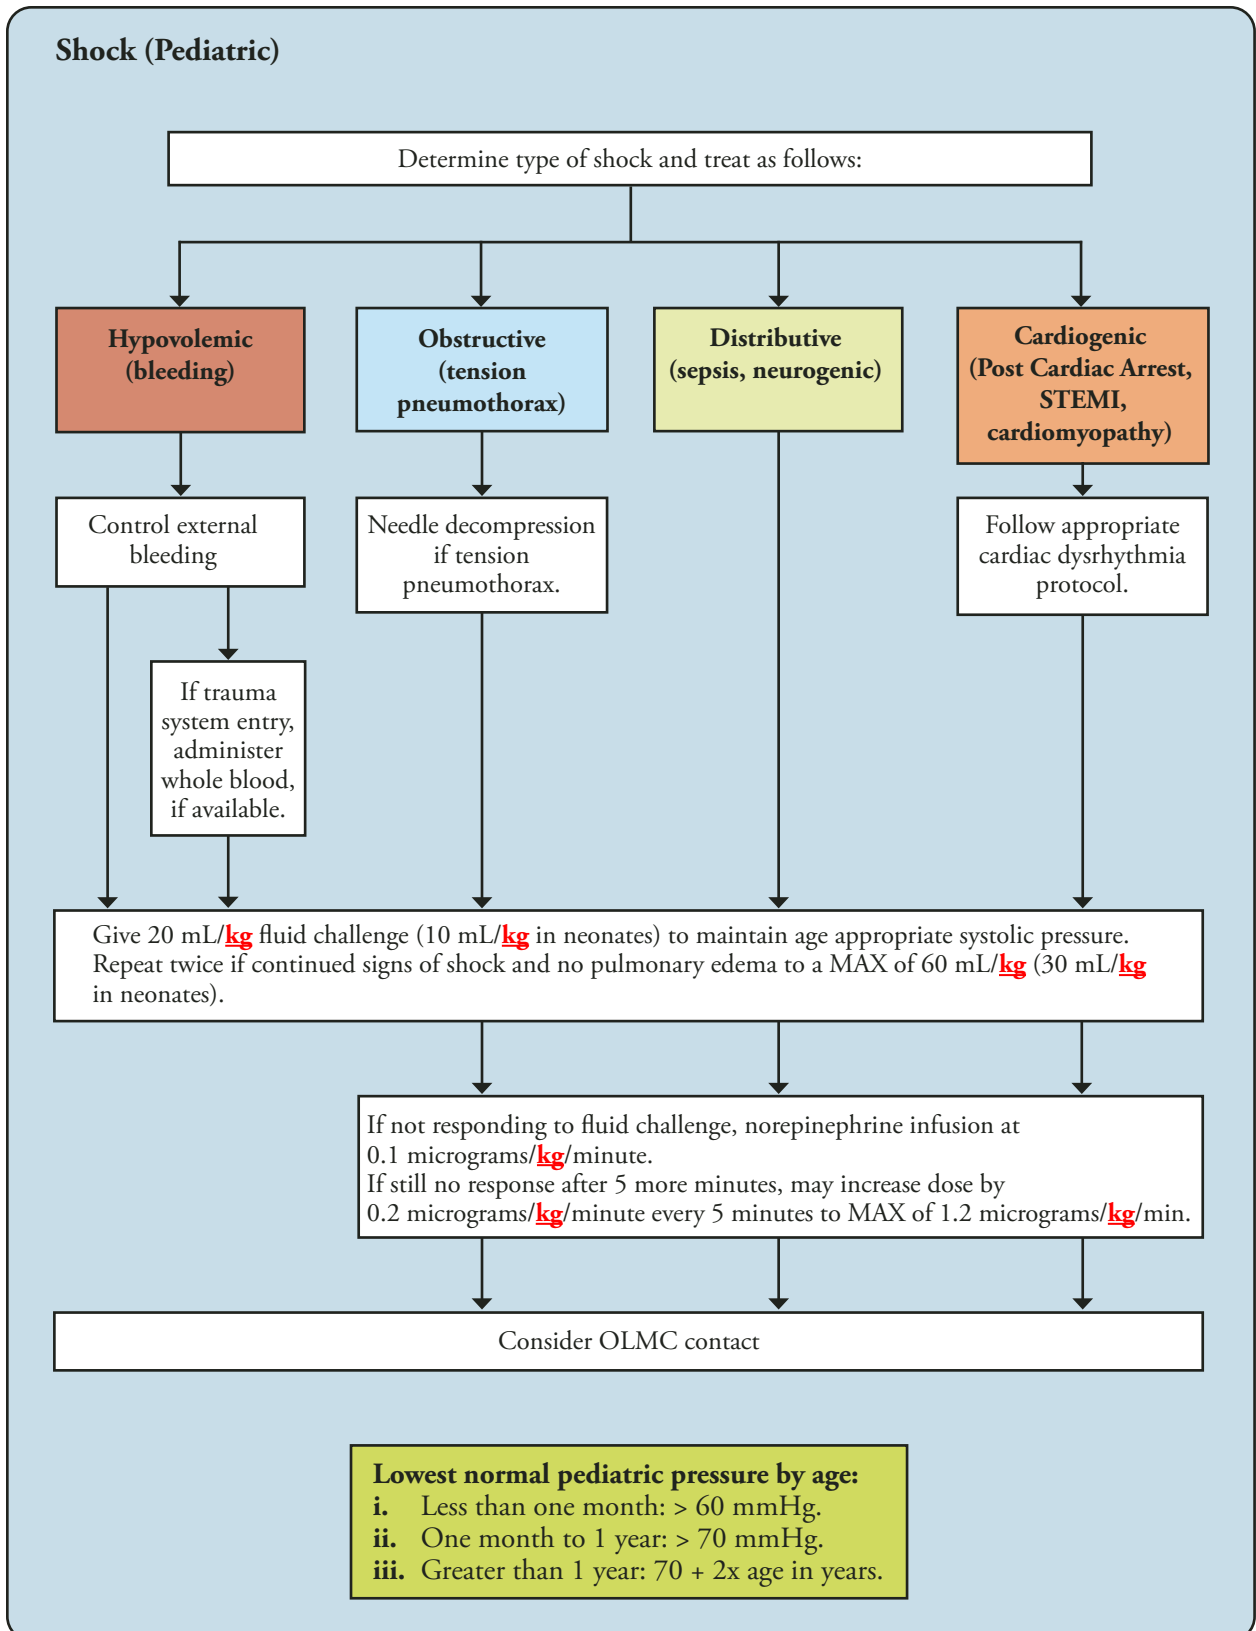 Shock (Pediatric)
Determine type of shock and treat as follows:
Hypovolemic
(bleeding)
Obstructive
(tension
pneumothorax)
Distributive
(sepsis, neurogenic)
Cardiogenic
(Post Cardiac Arrest,
STEMI,
cardiomyopathy)
Control external
bleeding
Needle decompression
if tension
pneumothorax.
Follow appropriate
cardiac dysrhythmia
protocol.
If trauma
system entry,
administer
whole blood,
if available.
Give 20 mL/kg fluid challenge (10 mL/kg in neonates) to maintain age appropriate systolic pressure.
Repeat twice if continued signs of shock and no pulmonary edema to a MAX of 60 mL/kg (30 mL/kg
in neonates).
If not responding to fluid challenge, norepinephrine infusion at
0.1 micrograms/kg/minute.
If still no response after 5 more minutes, may increase dose by
0.2 micrograms/kg/minute every 5 minutes to MAX of 1.2 micrograms/kg/min.
Consider OLMC contact
Lowest normal pediatric pressure by age:
i. Less than one month: > 60 mmHg.
ii. One month to 1 year: > 70 mmHg.
iii. Greater than 1 year: 70 + 2x age in years.